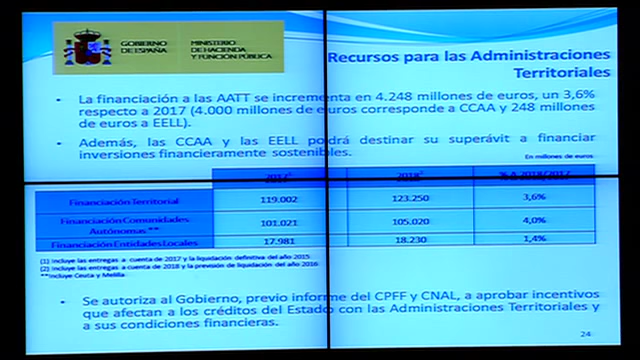 GOBIERNO DE ESPAÑA
MINISTERIO DE HACIENDA Y FUNCIÓN PÚBLICA
Recursos para las Administraciones
Territoriales
• La financiación a las AATT se incrementa en 4.248 millones de euros, un 3,6%
respecto a 2017 (4.000 millones de euros corresponde a CCAA y 248 millones
de euros a EELL).
• Además, las CCAA y las EELL podrá destinar su superávit a financiar
inversiones financieramente sostenibles.
En millones de euros
2017¹ 2018² % Δ 2018/2017
Financiación Territorial 119.002 123.250 3,6%
Financiación Comunidades Autónomas ** 101.021 105.020 4,0%
Financiación Entidades Locales 17.981 18.230 1,4%
(1) Incluye las entregas a cuenta de 2017 y la liquidación definitiva del año 2015
(2) Incluye las entregas a cuenta de 2018 y la previsión de liquidación del año 2016
**Incluye Ceuta y Melilla
• Se autoriza al Gobierno, previo informe del CPFF y CNAL, a aprobar incentivos
que afectan a los créditos del Estado con las Administraciones Territoriales y
a sus condiciones financieras.
24